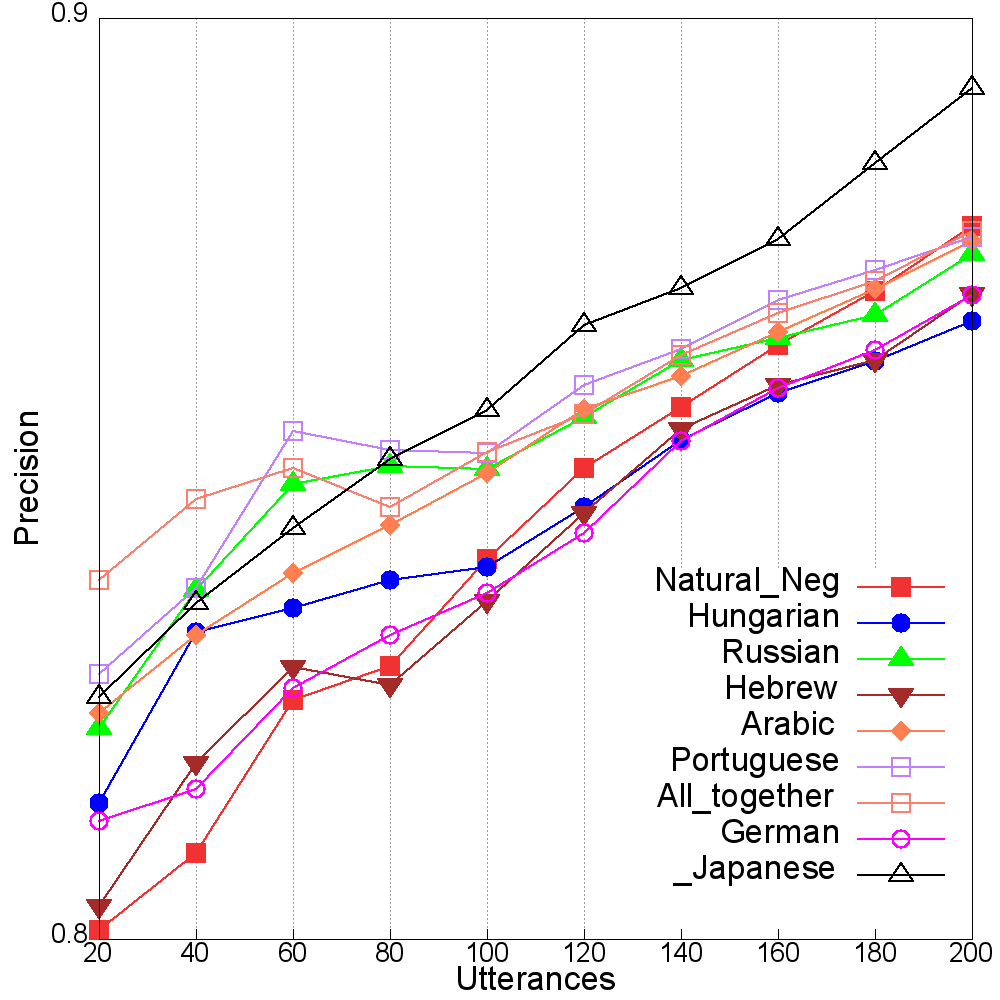 0.9
Precision
Natural_Neg
Hungarian
Russian
Hebrew
Arabic
Portuguese
All_together
German
_Japanese
0.8
20 40 60 80 100 120 140 160 180 200
Utterances